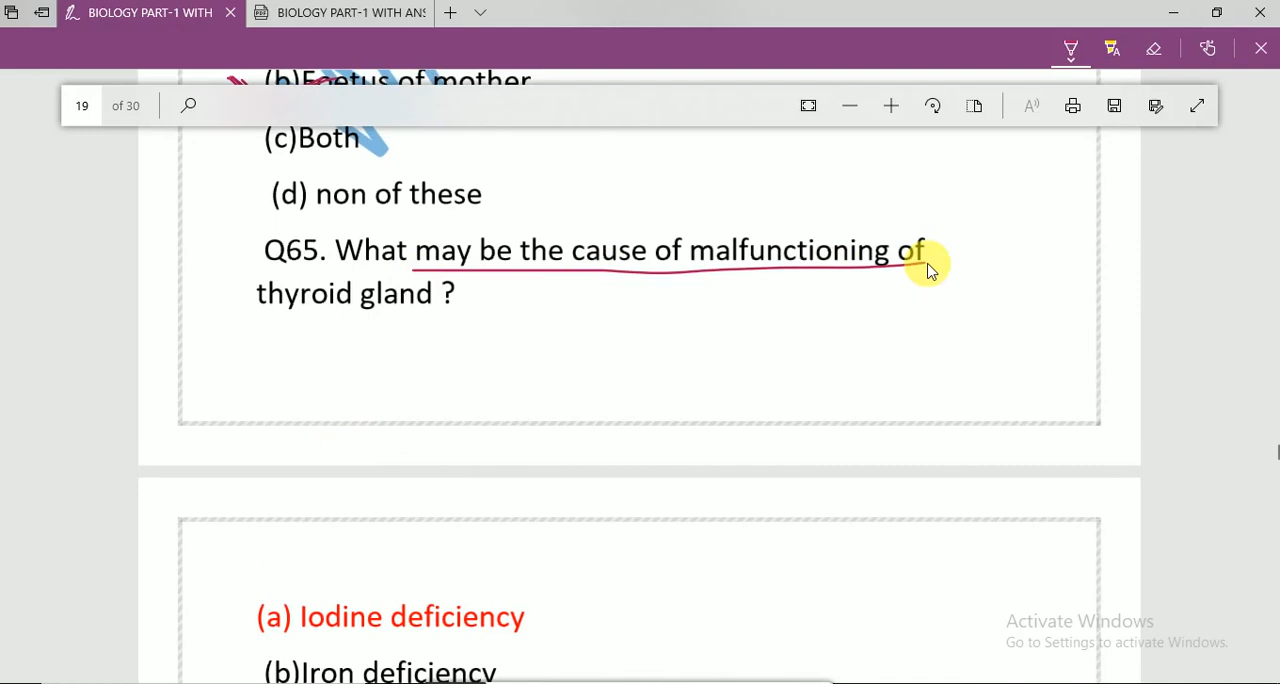 BIOLOGY PART-1 WITH
BIOLOGY PART-1 WITH ANS
(b)Foetus of mother
19 of 30
(c)Both
(d) non of these
Q65. What may be the cause of malfunctioning of
thyroid gland ?
(a) Iodine deficiency
(b)Iron deficiency
Activate Windows
Go to Settings to activate Windows.